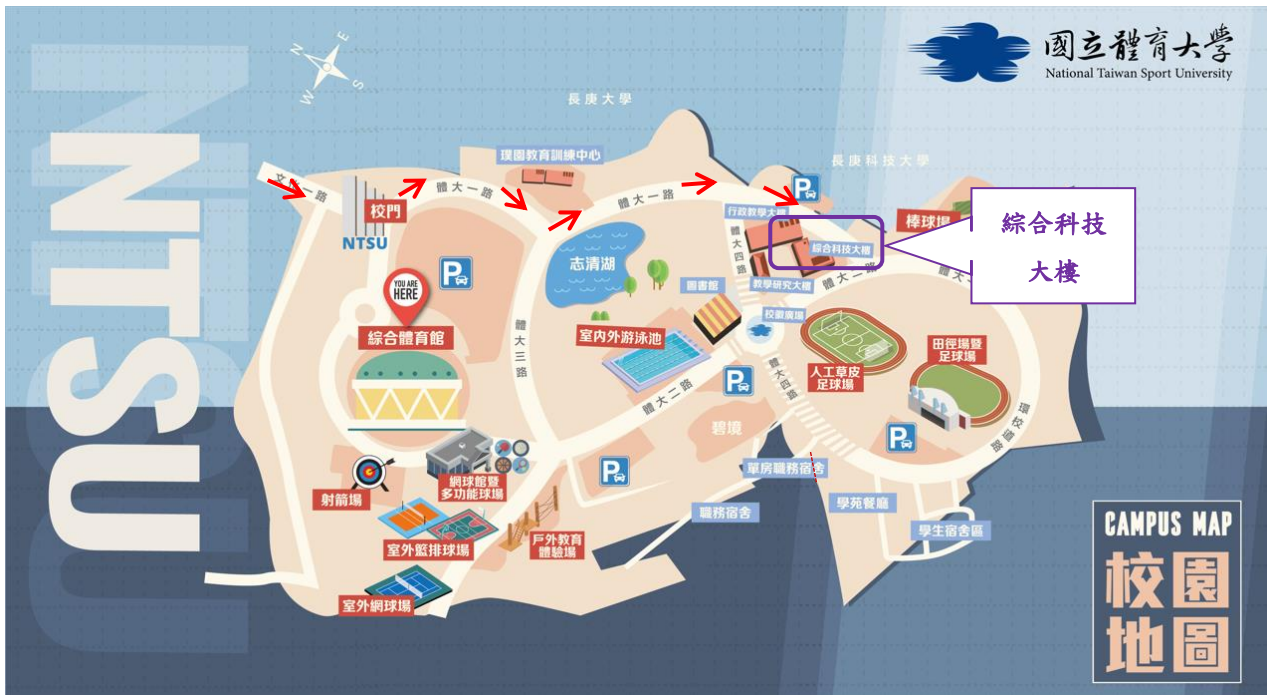 NTSU
NTSU
N
E
W
S
國立體育大學
National Taiwan Sport University
長庚大學
長庚科技大學
璞園教育訓練中心
文
一路
校門
NTSU
體大一路
體大一路
P
行政教學大樓
棒球場
綜合科技
大樓
綜合科技大樓
體大四路
志清湖
P
YOU ARE
HERE
綜合體育館
圖書館
教學研究大樓
體大一路
體大
校徽廣場
體大三路
室內外游泳池
人工草皮
足球場
田徑場暨
足球場
體大二路
P
體大四路
環校道路
碧境
P
P
單房職務宿舍
網球館暨
多功能球場
射箭場
職務宿舍
學苑餐廳
學生宿舍區
室外籃排球場
戶外教育
體驗場
室外網球場
CAMPUS MAP
校園
地圖